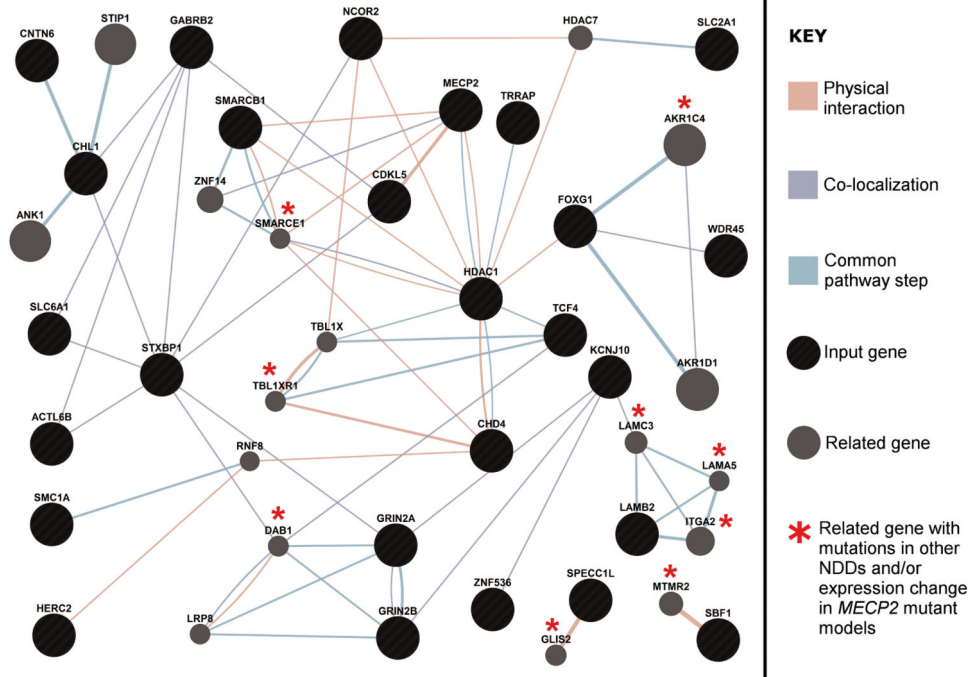 STIP1
NCOR2
CNTN6
GABRB2
HDAC7
SLC2A1
KEY
Physical
interaction
SMARCB1
MECP2
TRRAP
AKR1C4
CHL1
ZNF14
CDKL5
Co-localization
ANK1
SMARCE1
FOXG1
WDR45
Common
pathway step
HDAC1
SLC6A1
TBL1X
TCF4
STXBP1
KCNJ10
Input gene
TBL1XR1
AKR1D1
ACTL6B
CHD4
LAMC3
Related gene
RNF8
LAMA5
SMC1A
LAMB2
ITGA2
GRIN2A
DAB1
Related gene with
mutations in other
NDDs and/or
expression change
in MECP2 mutant
models
ZNF536
SPECC1L
MTMR2
HERC2
LRP8
GRIN2B
SBF1
GLIS2